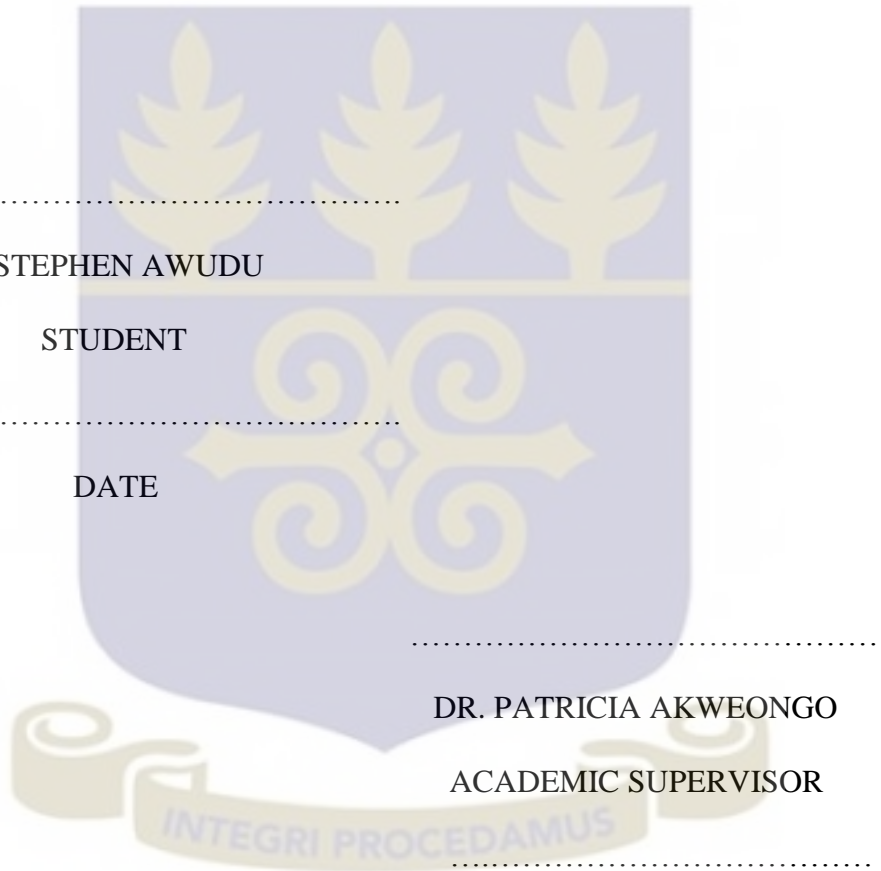 ……………………………………….
STEPHEN AWUDU
STUDENT
……………………………………….
DATE
………………………………………
DR. PATRICIA AKWEONGO
ACADEMIC SUPERVISOR
INTEGRI PROCEDAMUS
….…………………………………